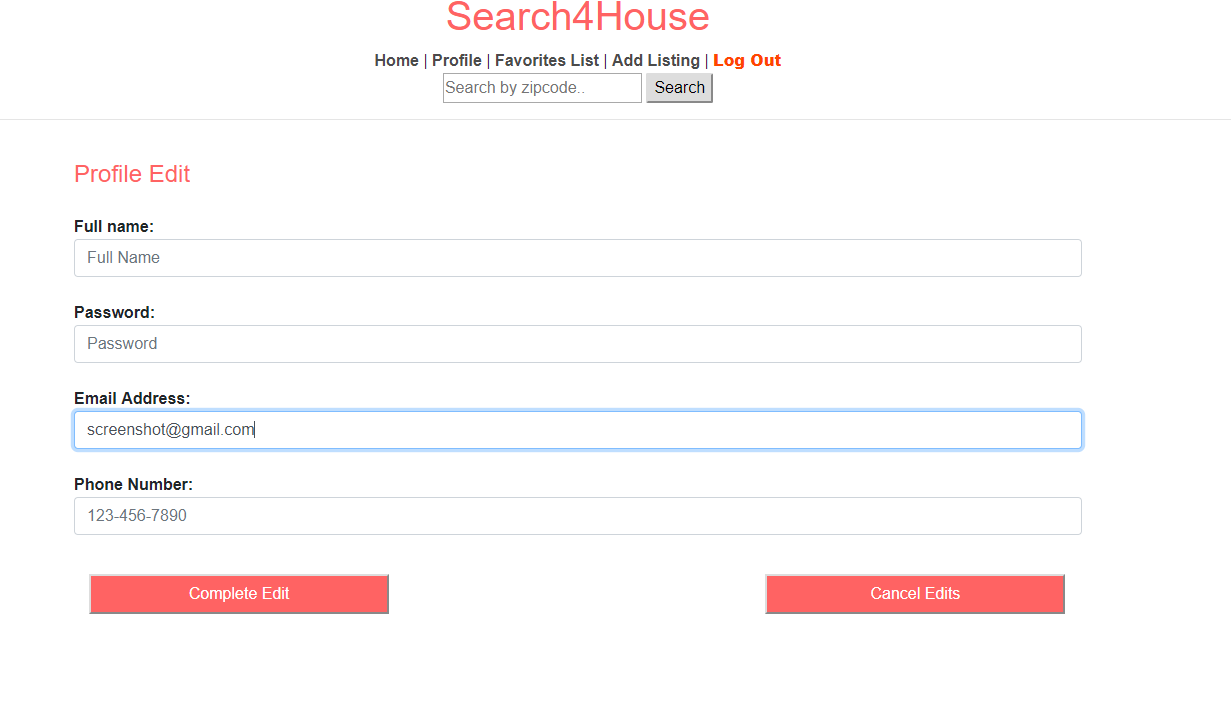 Search4House
Home | Profile | Favorites List | Add Listing | Log Out
Search by zipcode.. Search
Profile Edit
Full name:
Full Name
Password:
Password
Email Address:
screenshot@gmail.com
Phone Number:
123-456-7890
Complete Edit Cancel Edits